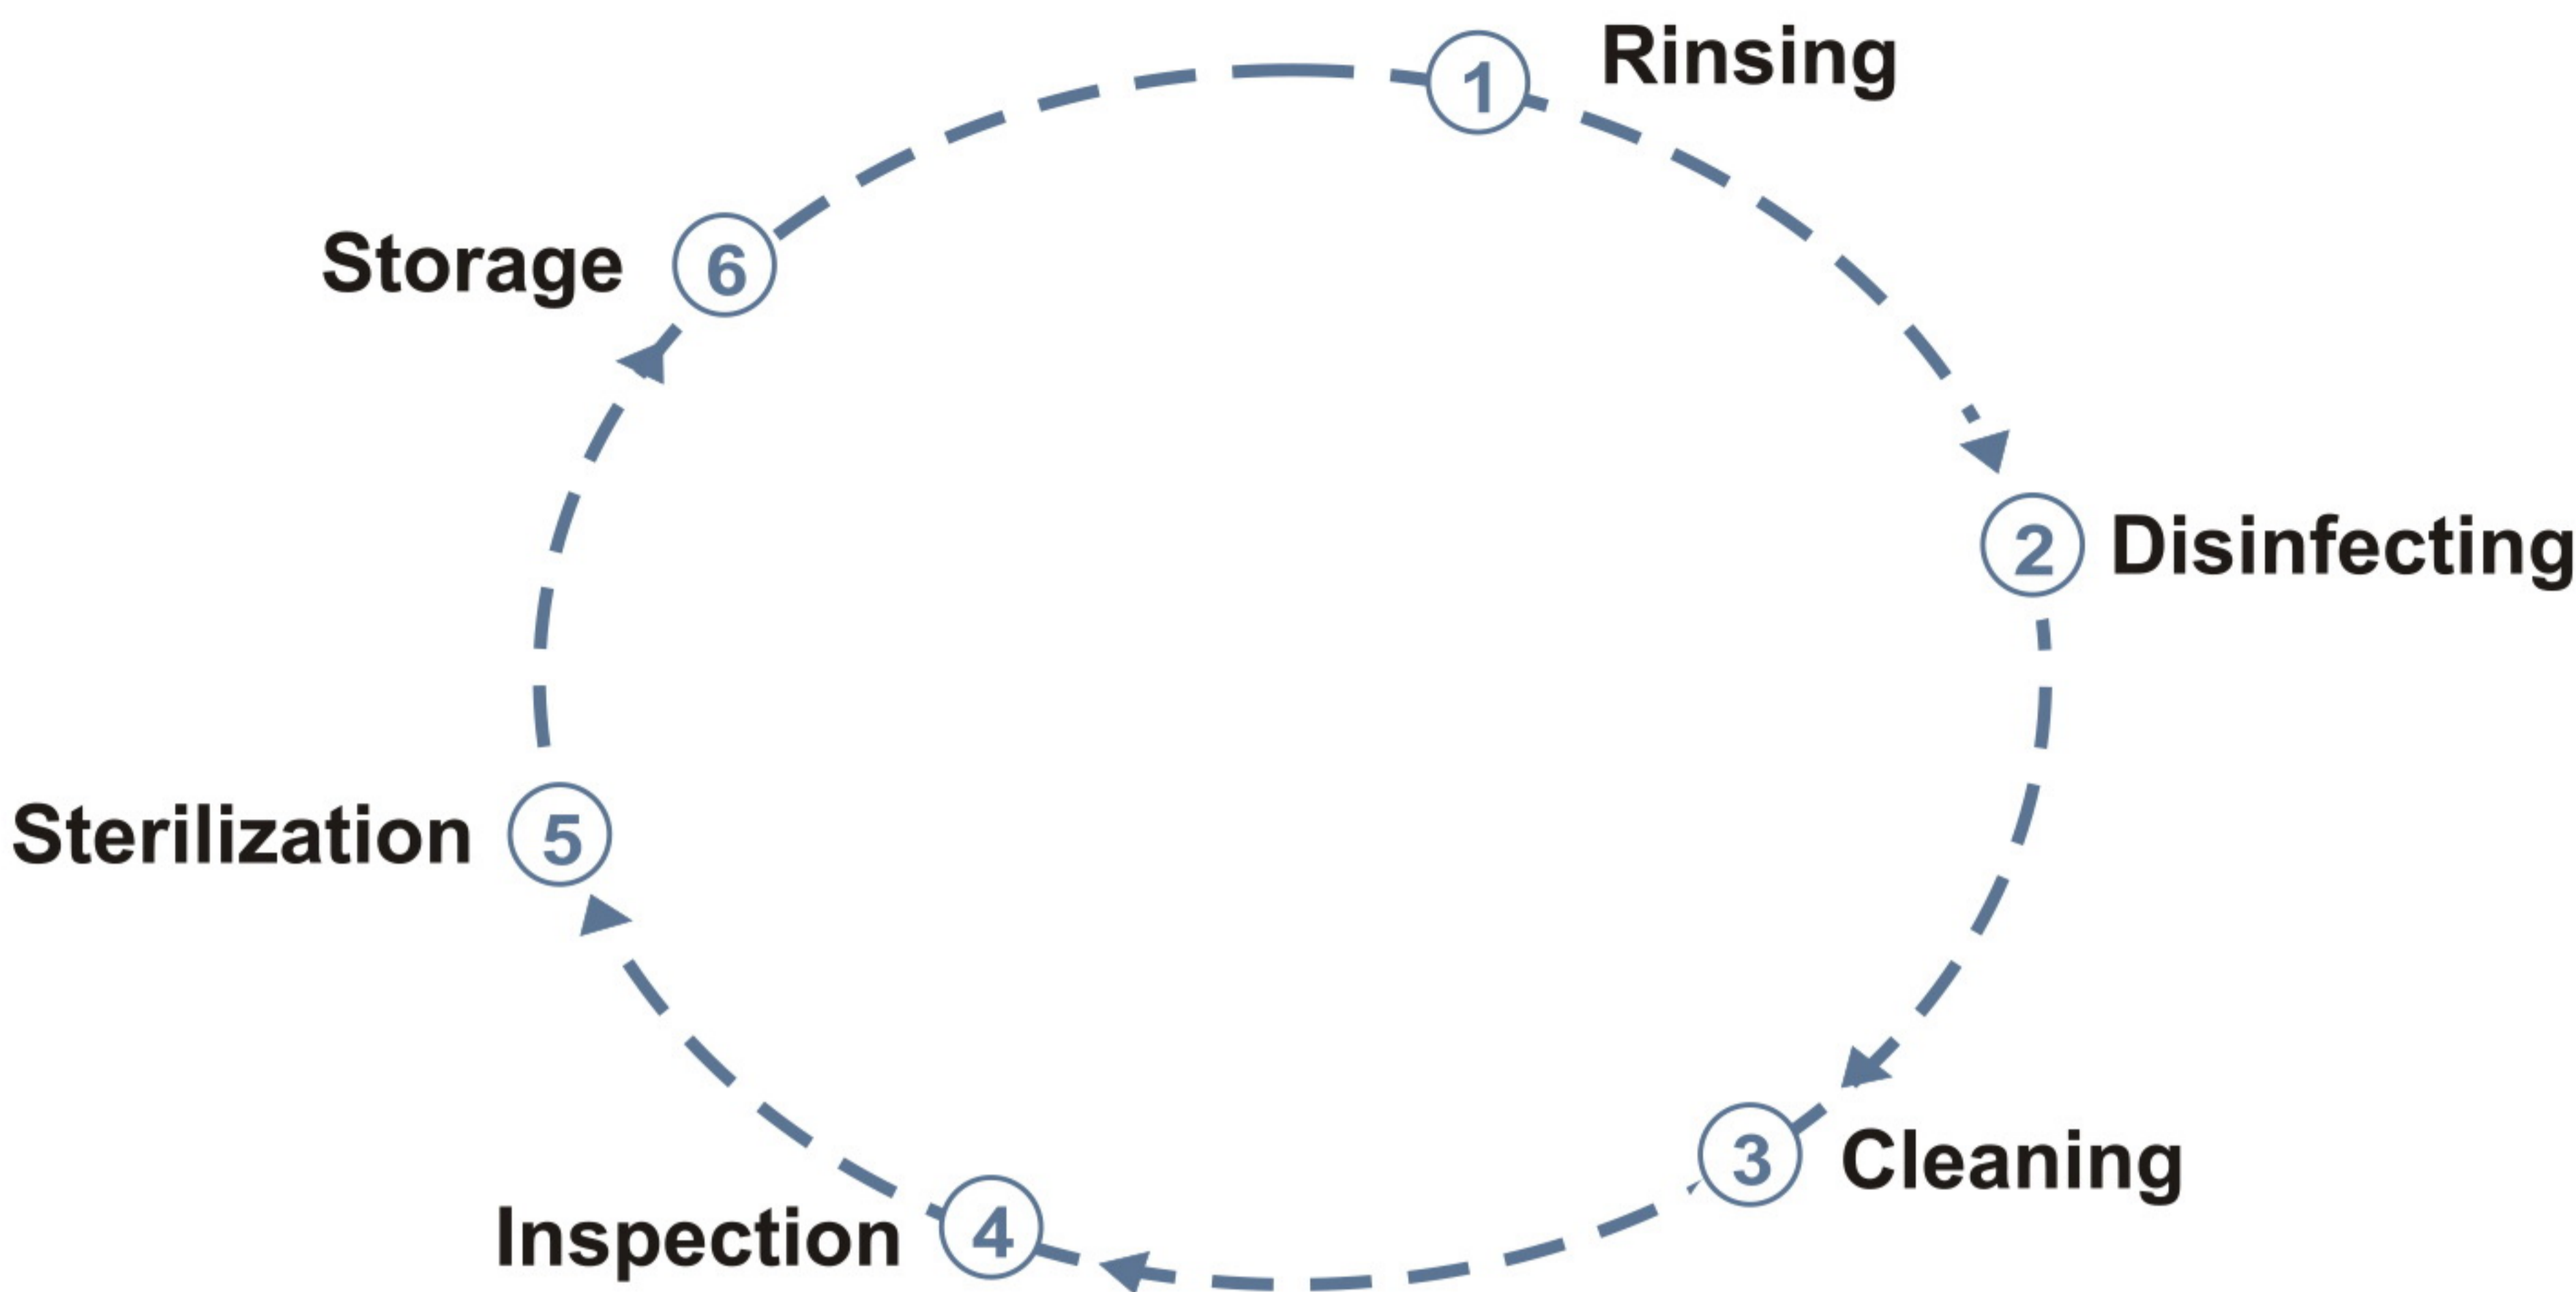 1 Rinsing
2 Disinfecting
3 Cleaning
4 Inspection
5 Sterilization
6 Storage